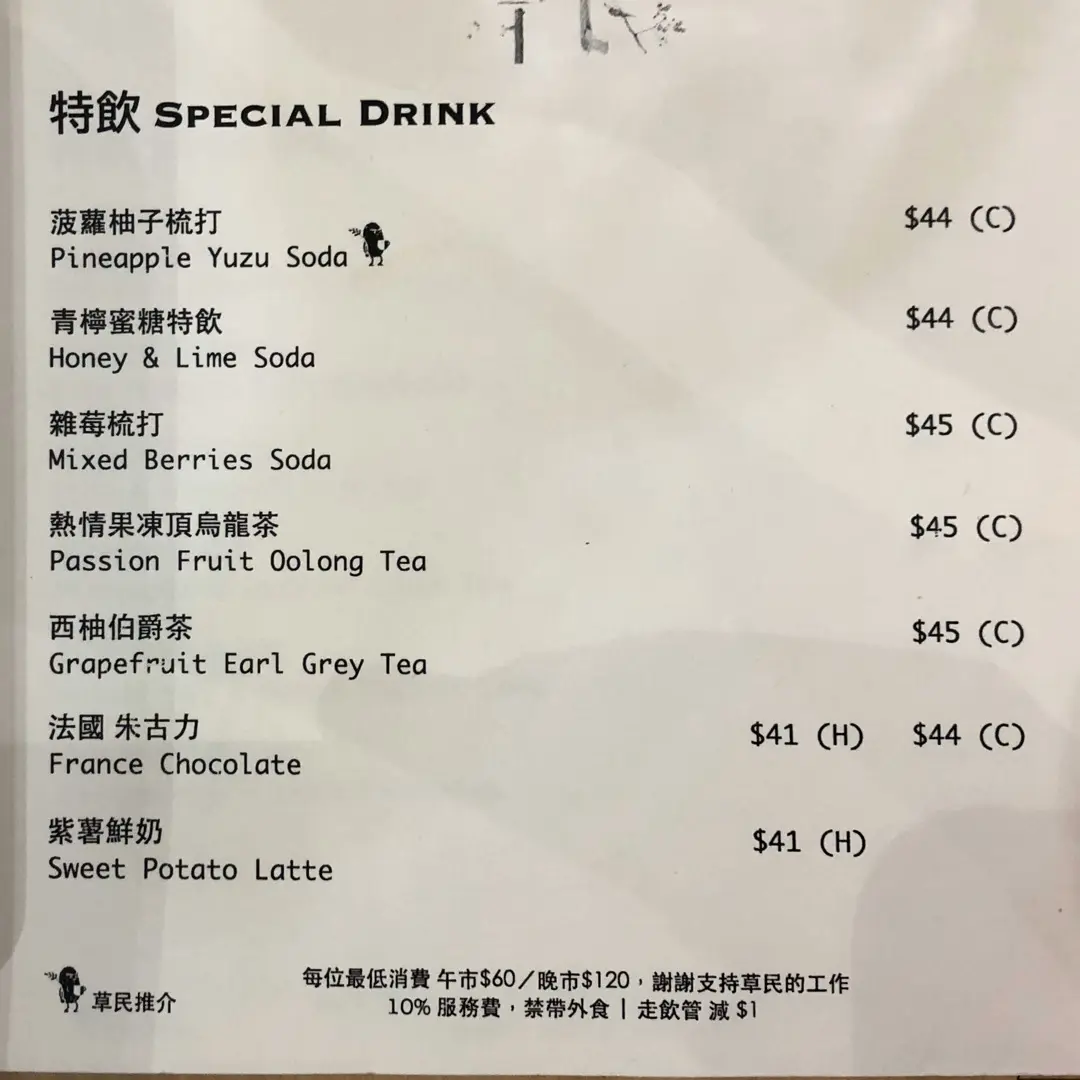 特飲 SPECIAL DRINK
菠蘿柚子梳打
$44 (C)
Pineapple Yuzu Soda
青檸蜜糖特飲
$44 (C)
Honey & Lime Soda
雜莓梳打
$45 (C)
Mixed Berries Soda
熱情果凍頂烏龍茶
$45 (C)
Passion Fruit Oolong Tea
西柚伯爵茶
$45 (C)
Grapefruit Earl Grey Tea
法國 朱古力
$41 (H) $44 (C)
France Chocolate
紫薯鮮奶
$41 (H)
Sweet Potato Latte
每位最低消費 午市$60/晚市$120,謝謝支持草民的工作
草民推介
10% 服務費,禁帶外食 | 走飲管 減 $1